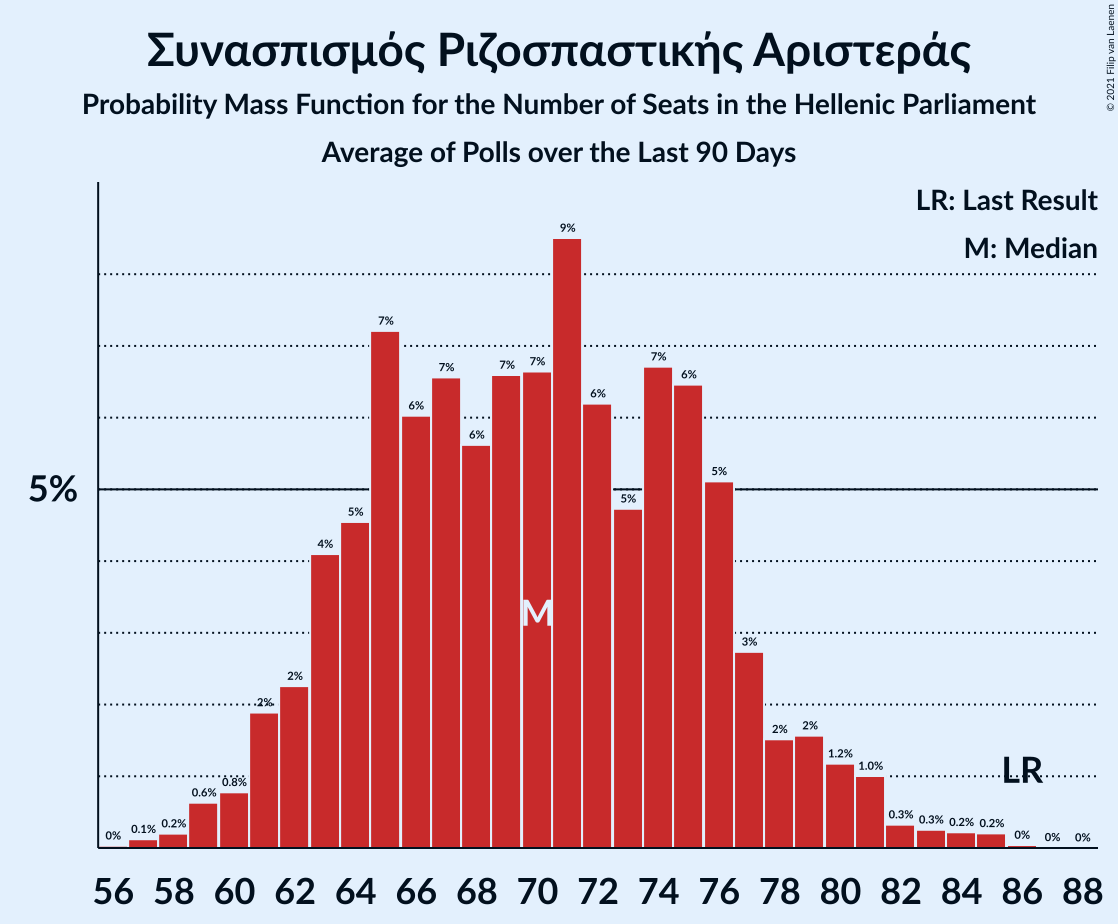 Συνασπισμός Ριζοσπαστικής Αριστεράς
Probability Mass Function for the Number of Seats in the Hellenic Parliament
Average of Polls over the Last 90 Days
© 2021 Filip van Laenen
LR: Last Result
M: Median
5%
0% 0.1% 0.2% 0.6% 0.8% 2% 2% 4% 5% 7% 6% 7% 6% 7% 7% 9% 6% 5% 7% 6% 5% 3% 2% 2% 1.2% 1.0% 0.3% 0.3% 0.2% 0.2% 0% 0% 0%
M
LR
56 58 60 62 64 66 68 70 72 74 76 78 80 82 84 86 88